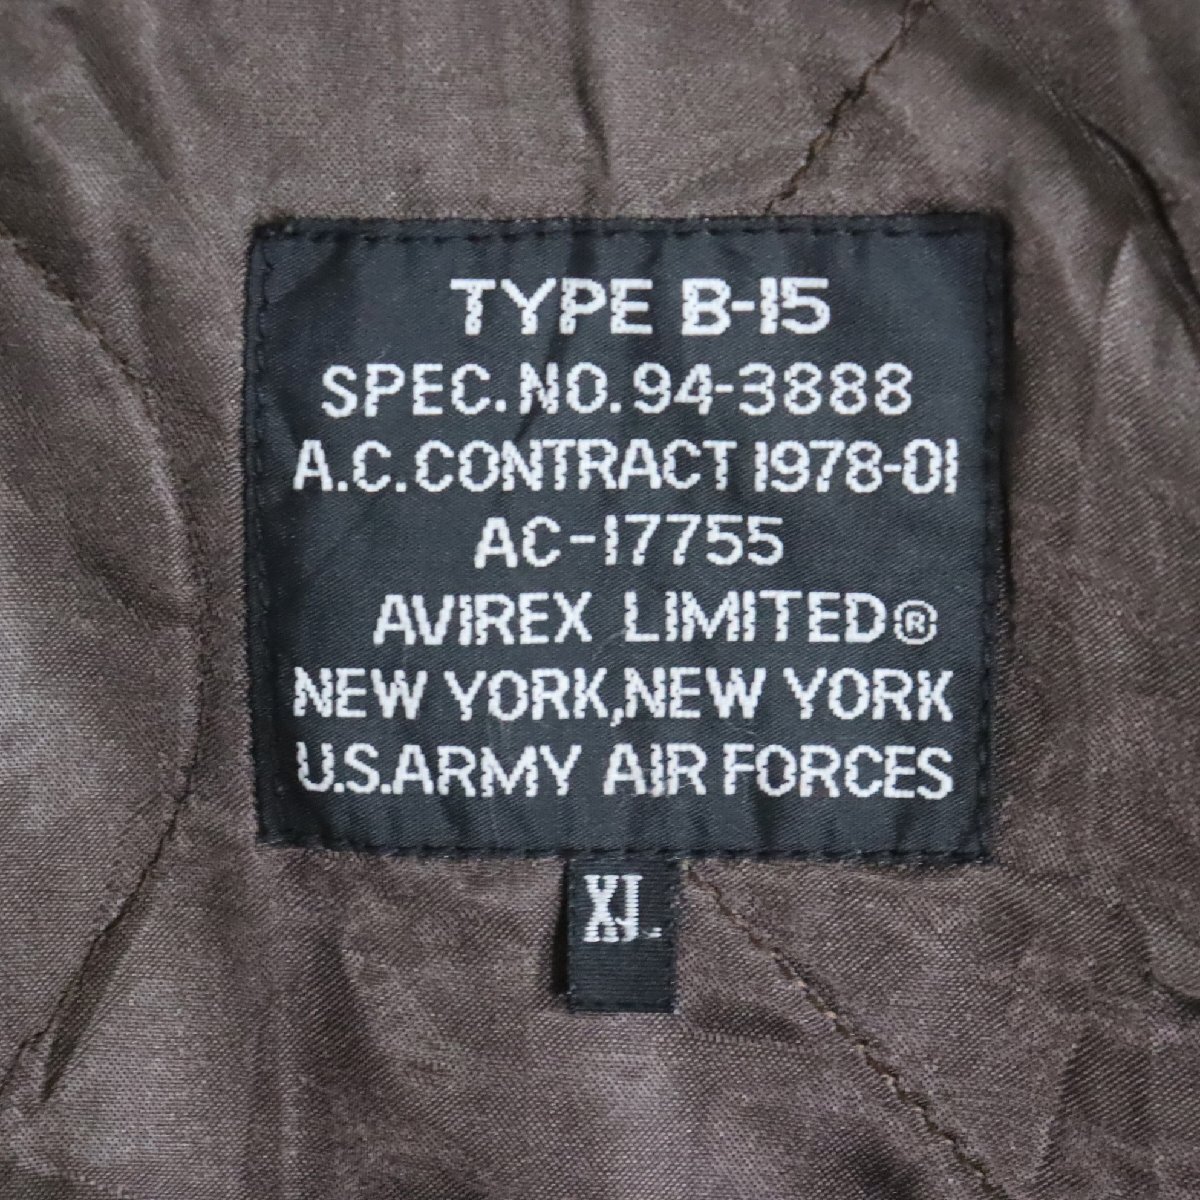 TYPE B-15
SPEC.NO.94-3888
A.C.CONTRACT 1978-01
AC-17755
AVIREX LIMITED®
NEW YORK,NEW YORK
U.S.ARMY AIR FORCES
XL